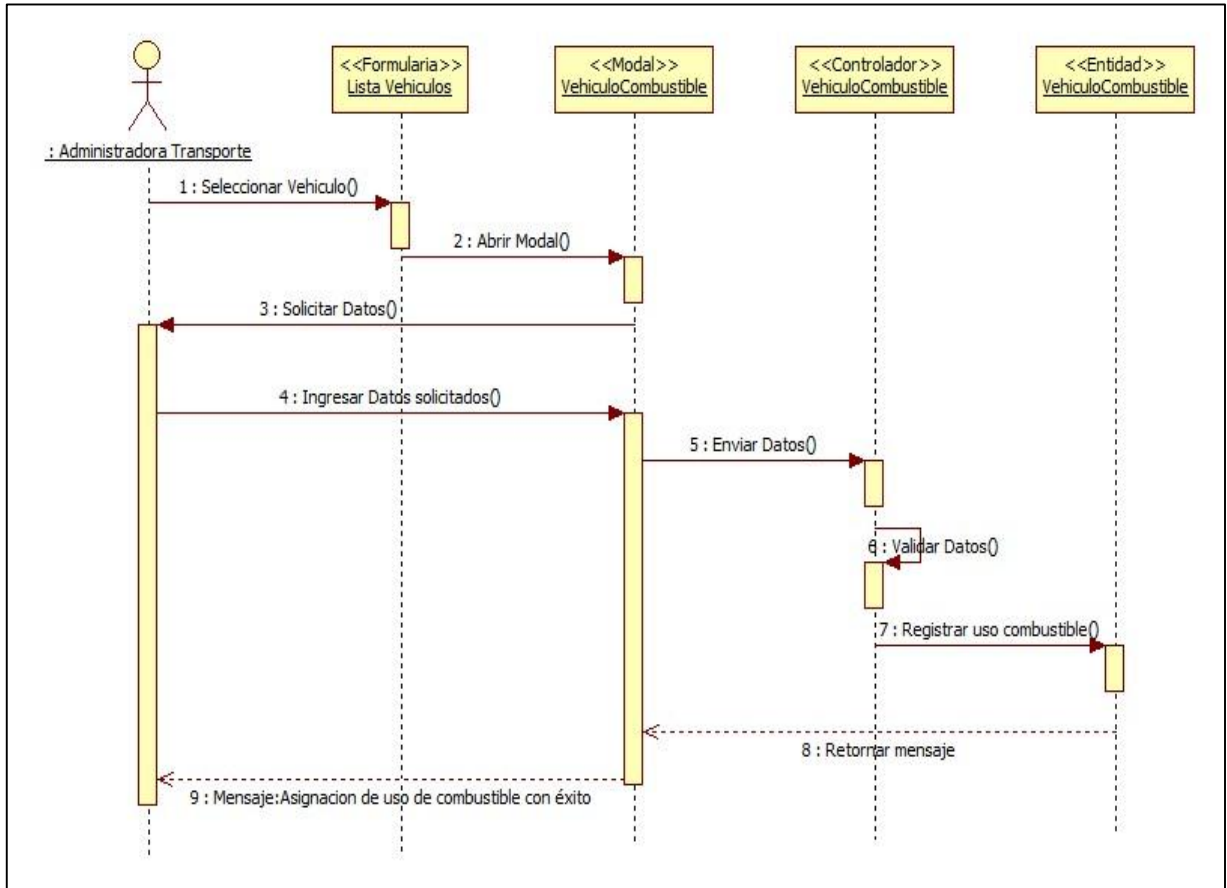 <<Formularia>>
Lista Vehiculos
<<Modal>>
VehiculoCombustible
<<Controlador>>
VehiculoCombustible
<<Entidad>>
VehiculoCombustible
: Administradora Transporte
1 : Seleccionar Vehiculo()
2 : Abrir Modal()
3 : Solicitar Datos()
4 : Ingresar Datos solicitados()
5 : Enviar Datos()
6 : Validar Datos()
7 : Registrar uso combustible()
8 : Retornar mensaje
9 : Mensaje:Asignacion de uso de combustible con éxito